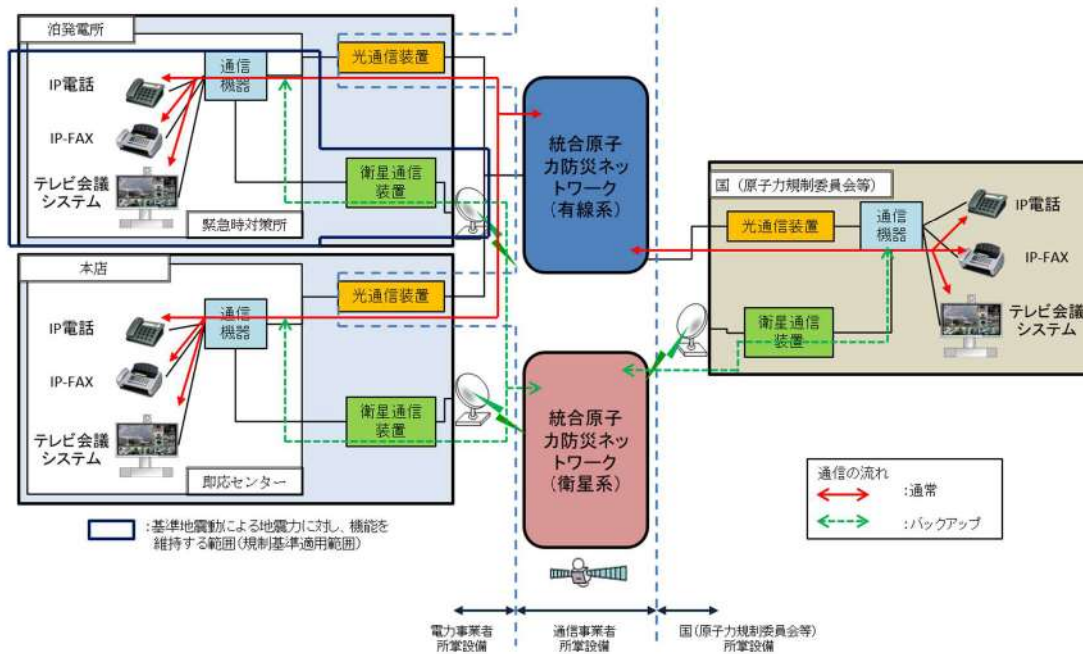 泊発電所
光通信装置
通信
機器
IP電話
IP-FAX
テレビ会議
システム
衛星通信
装置
緊急時対策所
本店
光通信装置
通信
機器
IP電話
IP-FAX
テレビ会議
システム
衛星通信
装置
即応センター
統合原子
力防災ネッ
トワーク
(有線系)
統合原子
力防災ネッ
トワーク
(衛星系)
国(原子力規制委員会等)
光通信装置
通信
機器
IP電話
IP-FAX
テレビ会議
システム
衛星通信
装置
通信の流れ
:通常
:バックアップ
:基準地震動による地震力に対し、機能を
維持する範囲(規制基準適用範囲)
電力事業者
所掌設備
通信事業者
所掌設備
国(原子力規制委員会等)
所掌設備